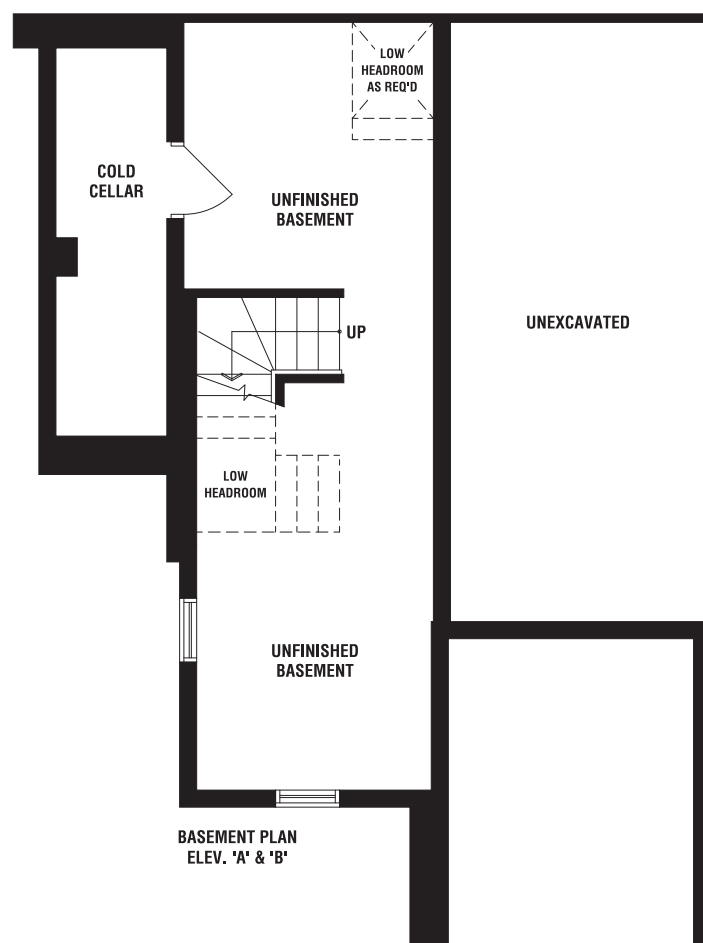 LOW
HEADROOM
AS REQ'D
COLD
CELLAR
UNFINISHED
BASEMENT
UNEXCAVATED
UP
LOW
HEADROOM
UNFINISHED
BASEMENT
BASEMENT PLAN
ELEV. 'A' & 'B'